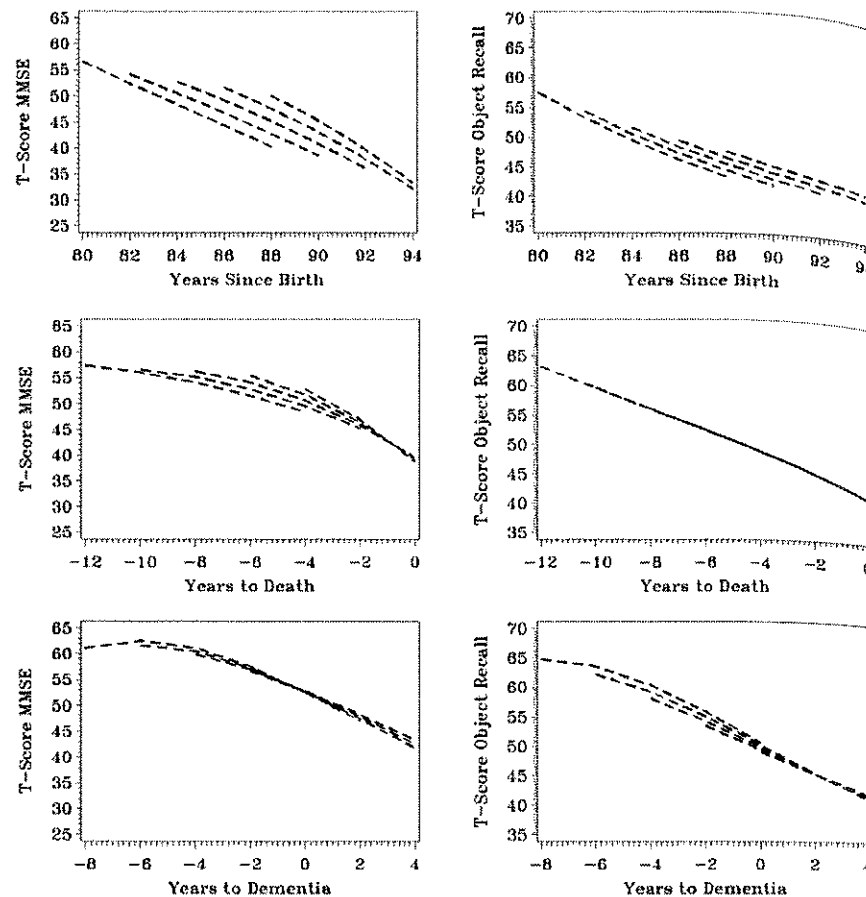 T-Score MMSE
65
60
55
50
45
40
35
30
25
80 82 84 86 88 90 92 94
Years Since Birth
T-Score Object Recall
70
65
60
55
50
45
40
35
80 82 84 86 88 90 92
Years Since Birth
T-Score MMSE
65
60
55
50
45
40
35
30
25
-12 -10 -8 -6 -4 -2 0
Years to Death
T-Score Object Recall
70
65
60
55
50
45
40
35
-12 -10 -8 -6 -4 -2 0
Years to Death
T-Score MMSE
65
60
55
50
45
40
35
30
25
-8 -6 -4 -2 0 2 4
Years to Dementia
T-Score Object Recall
70
65
60
55
50
45
40
35
-8 -6 -4 -2 0 2 4
Years to Dementia